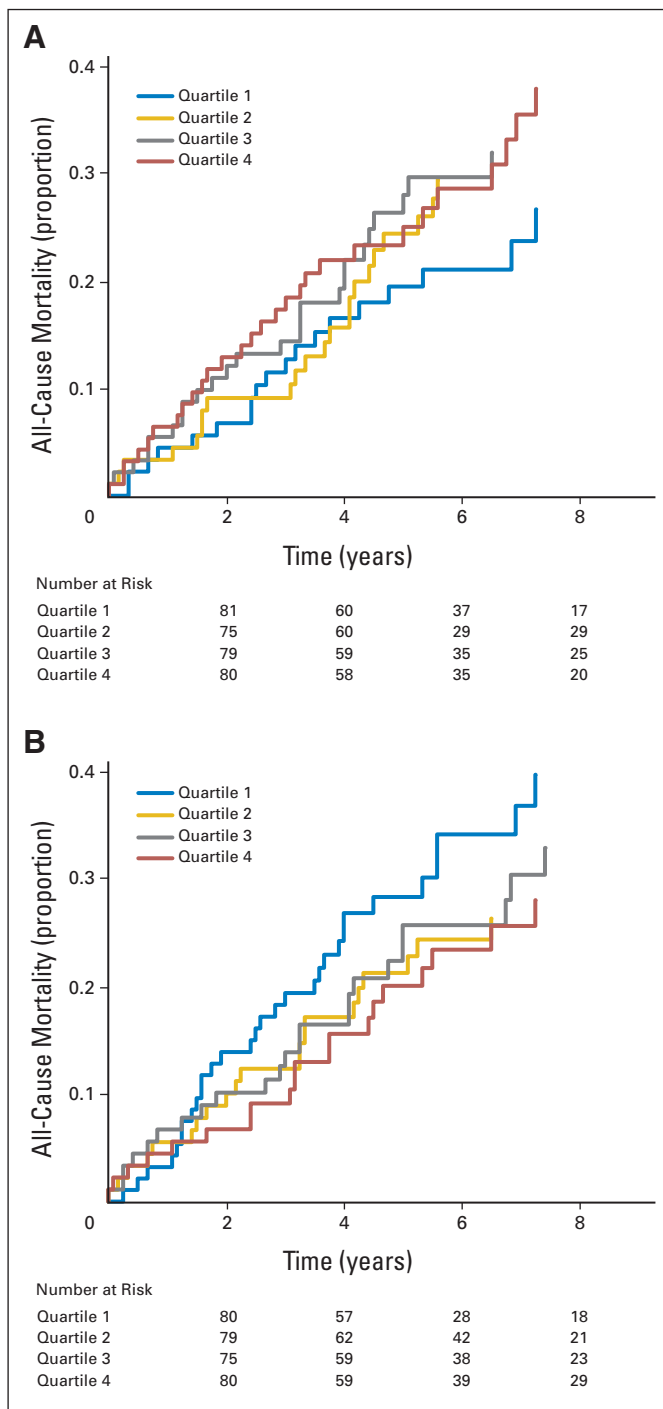 A
All-Cause Mortality (proportion)
0.4
0.3
0.2
0.1
Quartile 1
Quartile 2
Quartile 3
Quartile 4
0 2 4 6 8
Time (years)
Number at Risk
Quartile 1 81 60 37 17
Quartile 2 75 60 29 29
Quartile 3 79 59 35 25
Quartile 4 80 58 35 20
B
All-Cause Mortality (proportion)
0.4
0.3
0.2
0.1
Quartile 1
Quartile 2
Quartile 3
Quartile 4
0 2 4 6 8
Time (years)
Number at Risk
Quartile 1 80 57 28 18
Quartile 2 79 62 42 21
Quartile 3 75 59 38 23
Quartile 4 80 59 39 29